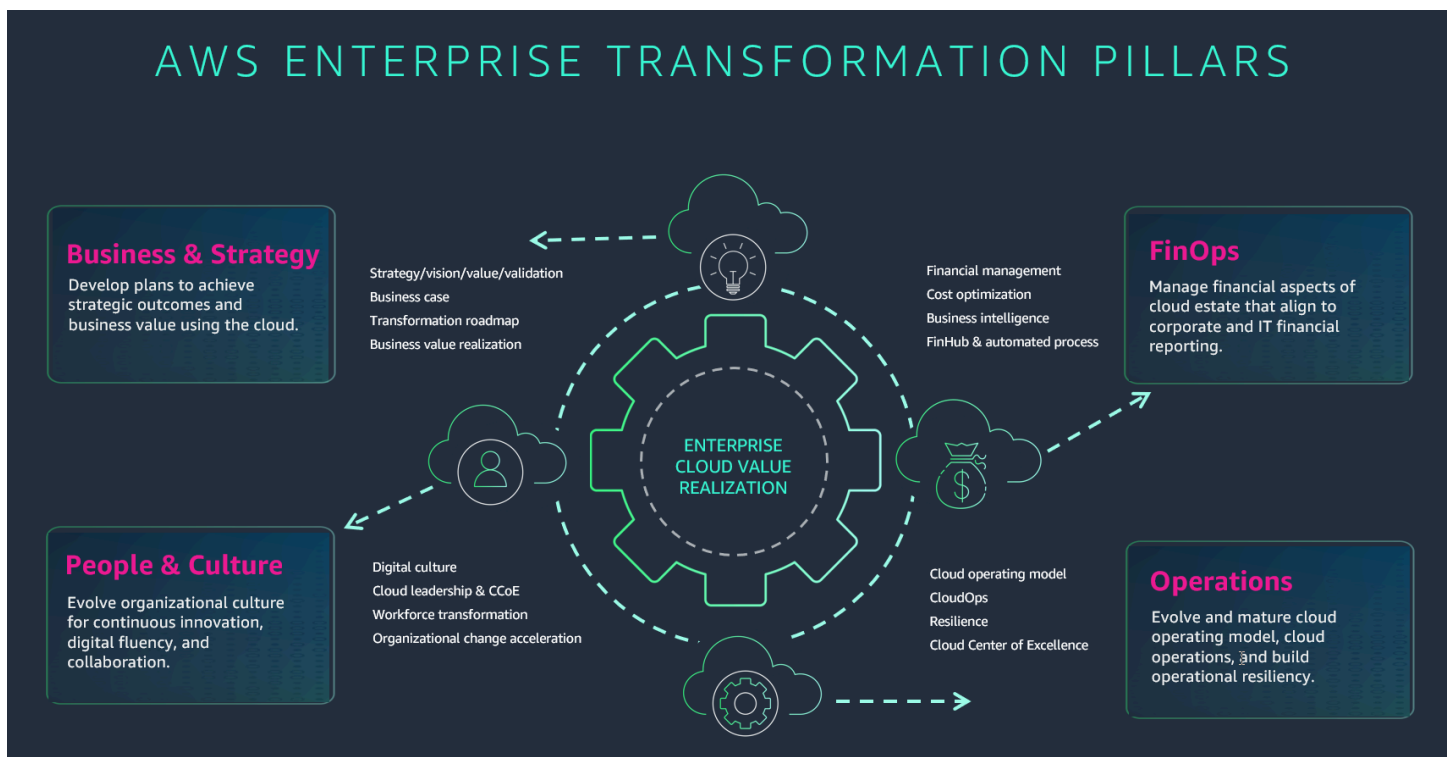 AWS ENTERPRISE TRANSFORMATION PILLARS
Business & Strategy
Develop plans to achieve
strategic outcomes and
business value using the cloud.
Strategy/vision/value/validation
Business case
Transformation roadmap
Business value realization
Financial management
Cost optimization
Business intelligence
FinHub & automated process
FinOps
Manage financial aspects of
cloud estate that align to
corporate and IT financial
reporting.
ENTERPRISE
CLOUD VALUE
REALIZATION
$
People & Culture
Evolve organizational culture
for continuous innovation,
digital fluency, and
collaboration.
Digital culture
Cloud leadership & CCoE
Workforce transformation
Organizational change acceleration
Cloud operating model
CloudOps
Resilience
Cloud Center of Excellence
Operations
Evolve and mature cloud
operating model, cloud
operations, and build
operational resiliency.